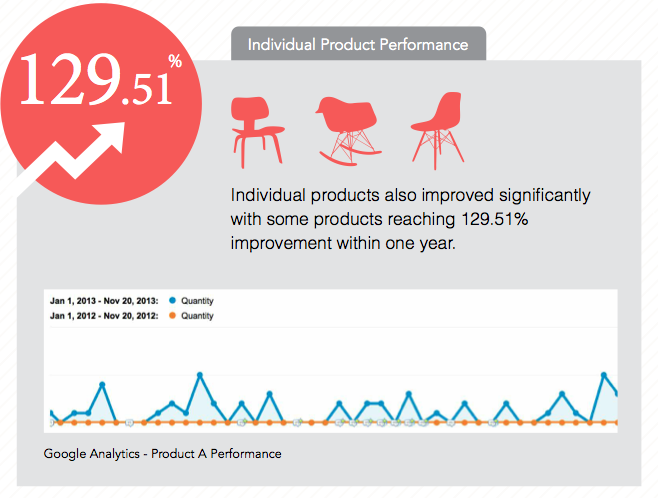 129.51%
Individual Product Performance
Individual products also improved significantly
with some products reaching 129.51%
improvement within one year.
Jan 1, 2013 - Nov 20, 2013: Quantity
Jan 1, 2012 - Nov 20, 2012: Quantity
Google Analytics - Product A Performance